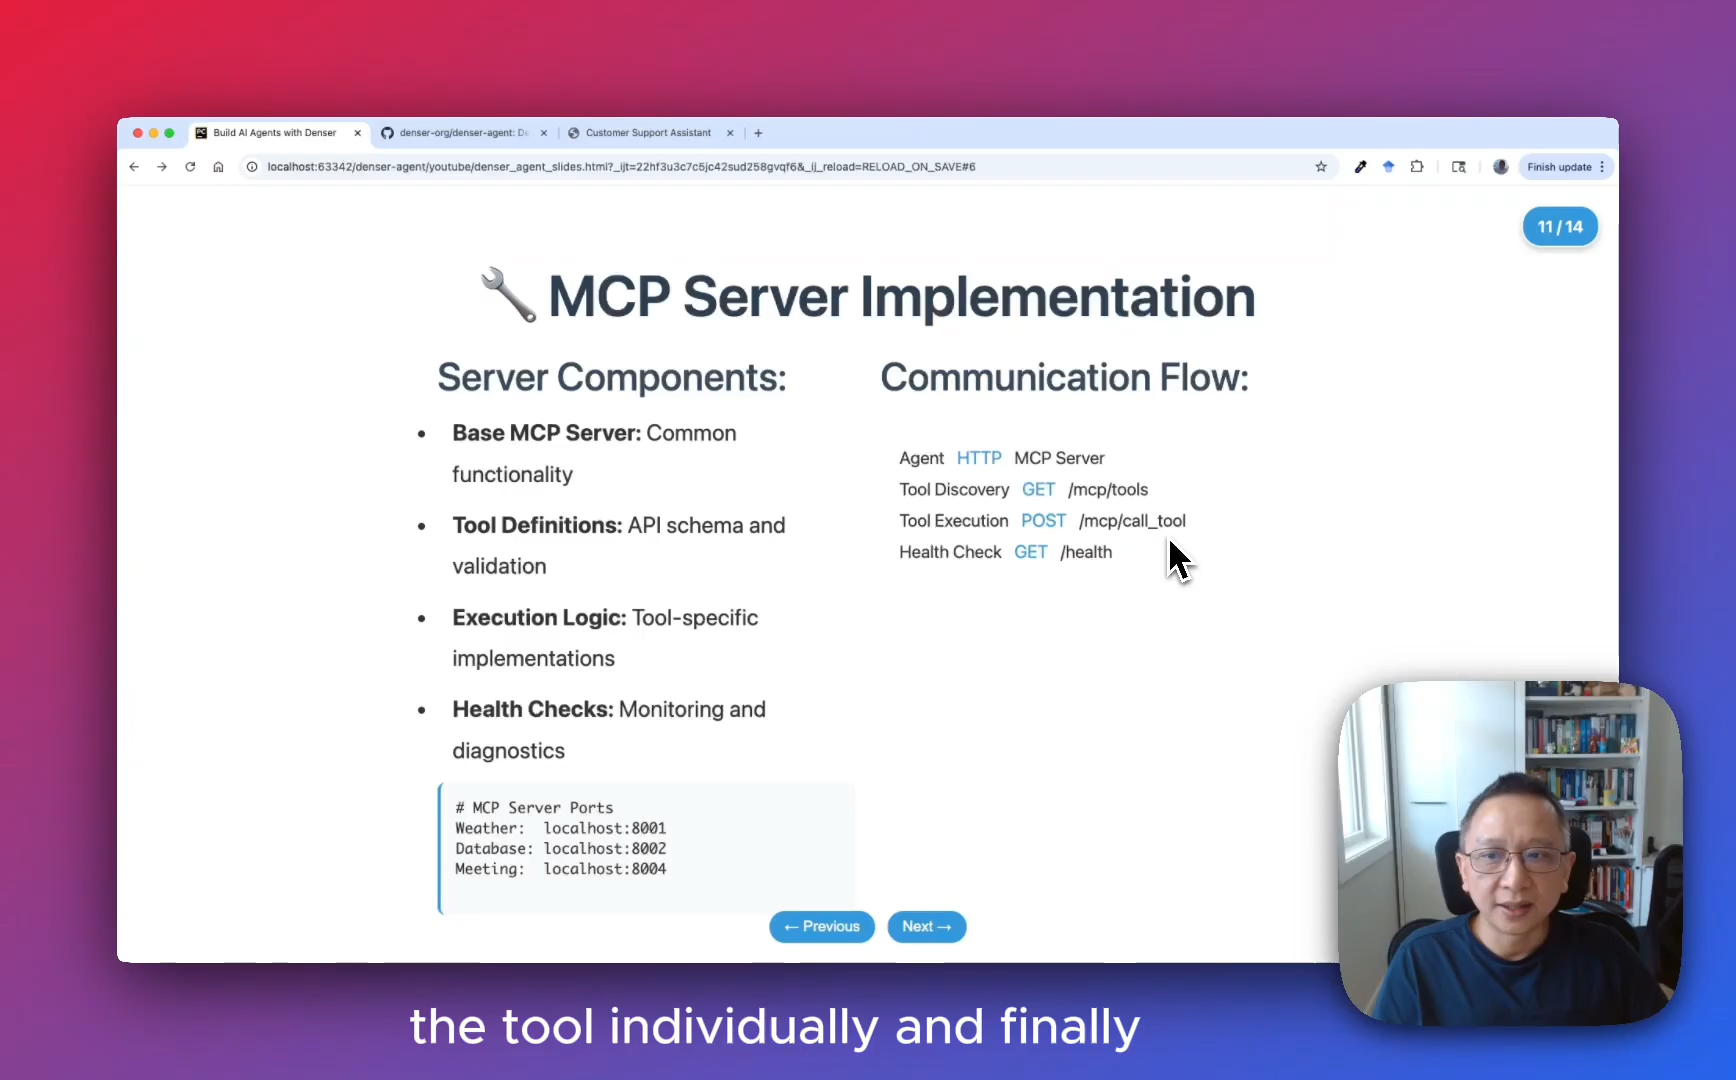 Build AI Agents with Denser
denser-org/denser-agent: De
Customer Support Assistant
localhost:63342/denser-agent/youtube/denser_agent_slides.html?_ijt=22hf3u3c7c5jc42sud258gvqf6&_ij_reload=RELOAD_ON_SAVE#6
Finish update
11 / 14
MCP Server Implementation
Server Components:
• Base MCP Server: Common
functionality
• Tool Definitions: API schema and
validation
• Execution Logic: Tool-specific
implementations
• Health Checks: Monitoring and
diagnostics
# MCP Server Ports
Weather: localhost:8001
Database: localhost:8002
Meeting: localhost:8004
Communication Flow:
Agent HTTP MCP Server
Tool Discovery GET /mcp/tools
Tool Execution POST /mcp/call_tool
Health Check GET /health
← Previous
Next →
the tool individually and finally